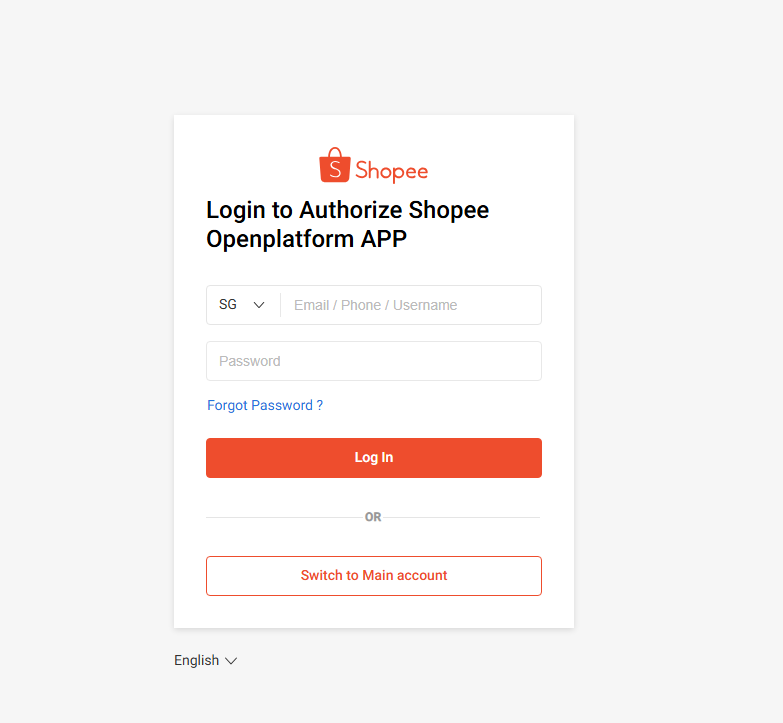 S Shopee
Login to Authorize Shopee
Openplatform APP
SG Email / Phone / Username
Password
Forgot Password ?
Log In
OR
Switch to Main account
English